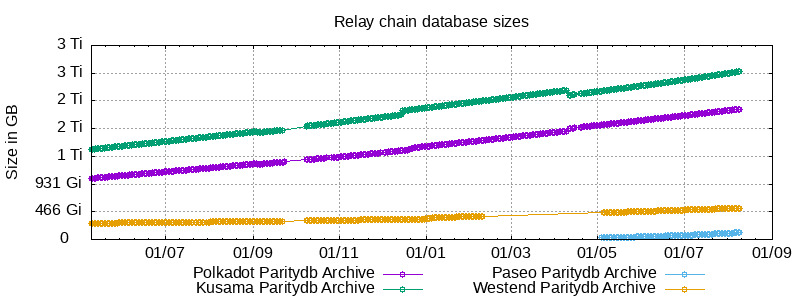 Relay chain database sizes
Size in GB
3 Ti
3 Ti
2 Ti
2 Ti
1 Ti
931 Gi
466 Gi
0
01/07 01/09 01/11 01/01 01/03 01/05 01/07 01/09
Polkadot Paritydb Archive Paseo Paritydb Archive
Kusama Paritydb Archive Westend Paritydb Archive